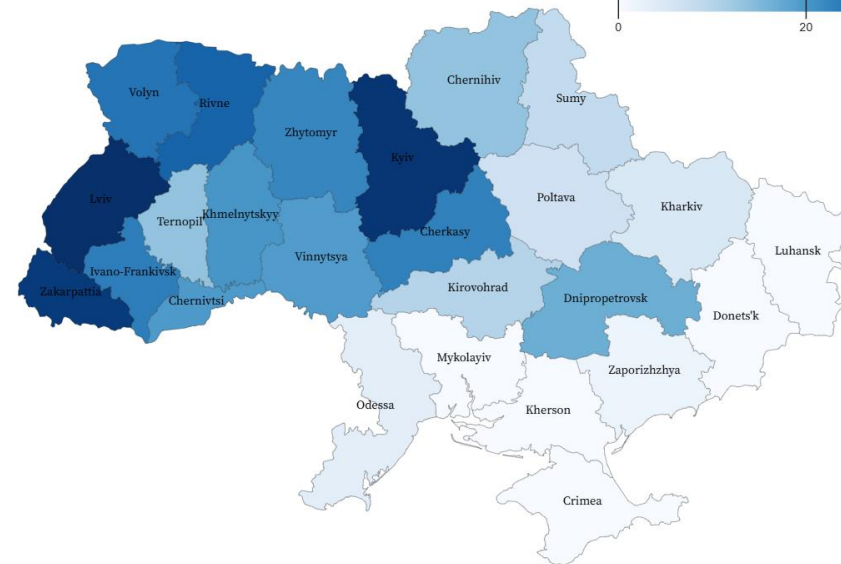 0
20
Chernihiv
Sumy
Volyn
Rivne
Zhytomyr
Kyiv
Poltava
Kharkiv
Lviv
Ternopil
Khmelnytskyy
Cherkasy
Luhansk
Vinnytsya
Ivano-Frankivsk
Zakarpattia
Chernivtsi
Kirovohrad
Dnipropetrovsk
Donets'k
Mykolayiv
Zaporizhzhya
Odessa
Kherson
Crimea